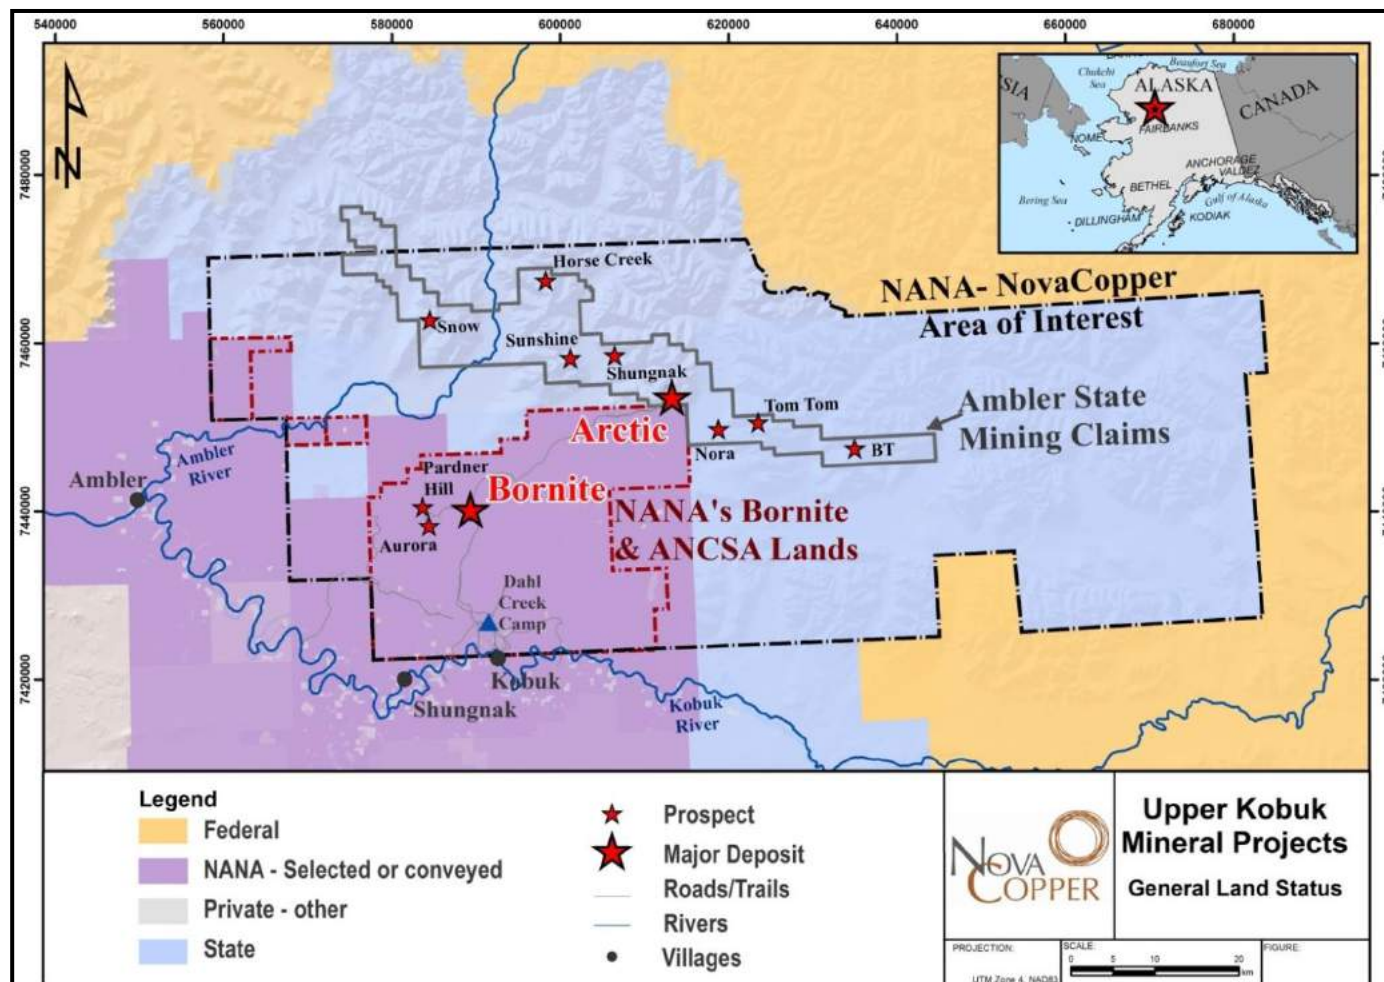 540000
560000
580000
600000
620000
640000
660000
680000
7480000
7460000
7440000
7420000
N
Chukchi
Sea
Beaufort Sea
ALASKA
CANADA
FAIRBANKS
NOME
ANCHORAGE
VALDEZ
BETHEL
Bering Sea
Gulf of Alaska
DILLINGHAM
KODIAK
Horse Creek
NANA- NovaCopper
Area of Interest
Snow
Sunshine
Shungnak
Tom Tom
Ambler State
Mining Claims
Arctic
Nora
BT
Ambler
River
Ambler
Pardner
Hill
Bornite
NANA's Bornite
& ANCSA Lands
Aurora
Dahl
Creek
Camp
Kobuk
Shungnak
Kobuk
River
Legend
Federal
NANA - Selected or conveyed
Private - other
State
Prospect
Major Deposit
Roads/Trails
Rivers
Villages
NOVA
COPPER
Upper Kobuk
Mineral Projects
General Land Status
PROJECTION:
UTM Zone 4, NAD83
SCALE:
0 5 10 20
km
FIGURE: